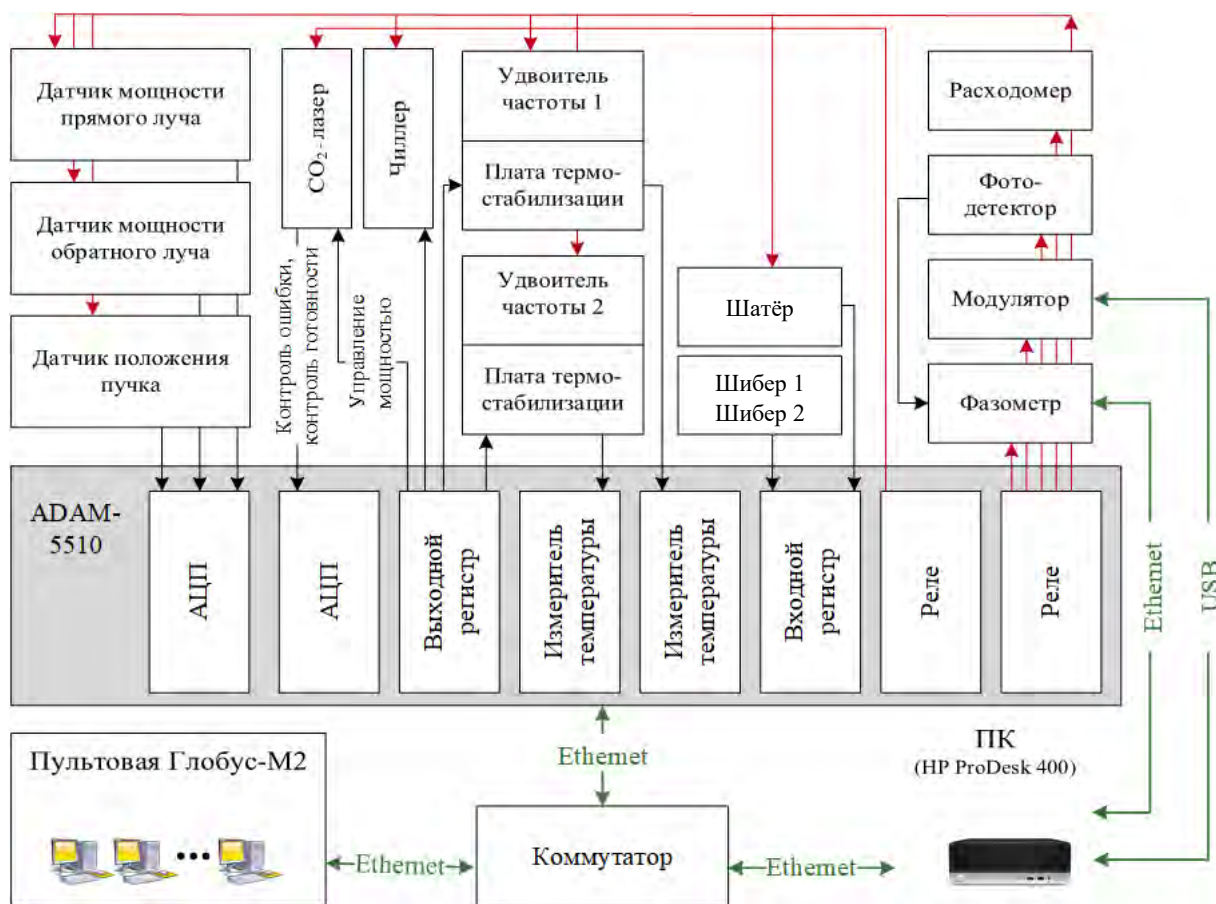 Датчик мощности
прямого луча
Датчик мощности
обратного луча
Датчик положения
пучка
CO₂ - лазер
Чиллер
Удвоитель
частоты 1
Плата термо-
стабилизации
Удвоитель
частоты 2
Плата термо-
стабилизации
Контроль ошибки,
контроль готовности
Управление
мощностью
Шатёр
Шибер 1
Шибер 2
Расходомер
Фото-
детектор
Модулятор
Фазометр
ADAM-
5510
АЦП
АЦП
Выходной
регистр
Измеритель
температуры
Измеритель
температуры
Входной
регистр
Реле
Реле
Ethernet
USB
Пультовая Глобус-М2
Ethernet
ПК
(HP ProDesk 400)
Ethernet
Коммутатор
Ethernet